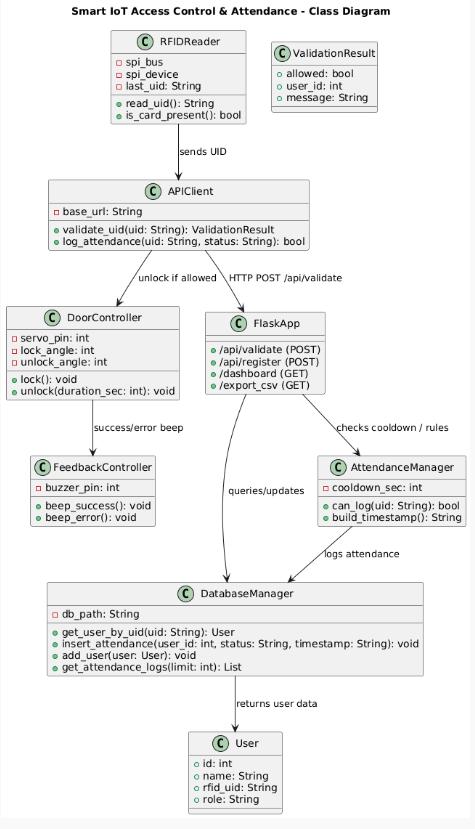 Smart IoT Access Control & Attendance - Class Diagram
C RFIDReader
spi_bus
spi_device
last_uid: String
read_uid(): String
is_card_present(): bool
C ValidationResult
allowed: bool
user_id: int
message: String
sends UID
C APIClient
base_url: String
validate_uid(uid: String): ValidationResult
log_attendance(uid: String, status: String): bool
unlock if allowed
HTTP POST /api/validate
C DoorController
servo_pin: int
lock_angle: int
unlock_angle: int
lock(): void
unlock(duration_sec: int): void
C FlaskApp
/api/validate (POST)
/api/register (POST)
/dashboard (GET)
/export_csv (GET)
success/error beep
checks cooldown / rules
C FeedbackController
buzzer_pin: int
beep_success(): void
beep_error(): void
queries/updates
C AttendanceManager
cooldown_sec: int
can_log(uid: String): bool
build_timestamp(): String
logs attendance
C DatabaseManager
db_path: String
get_user_by_uid(uid: String): User
insert_attendance(user_id: int, status: String, timestamp: String): void
add_user(user: User): void
get_attendance_logs(limit: int): List
returns user data
C User
id: int
name: String
rfid_uid: String
role: String